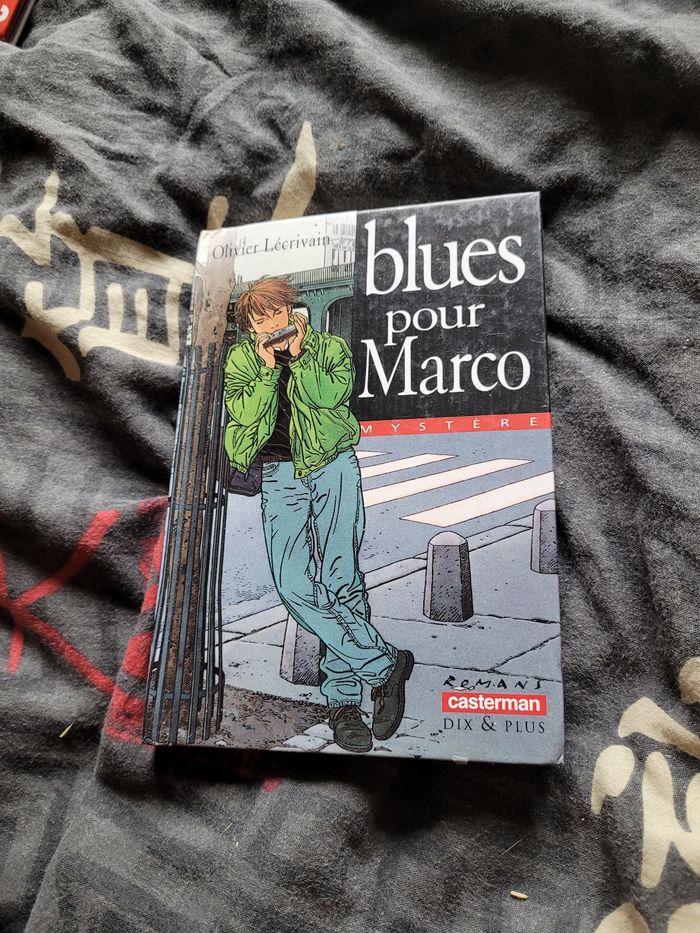 Olivier Lécrivain
blues
pour
Marco
MYSTÈRE
ROMANS
casterman
DIX & PLUS